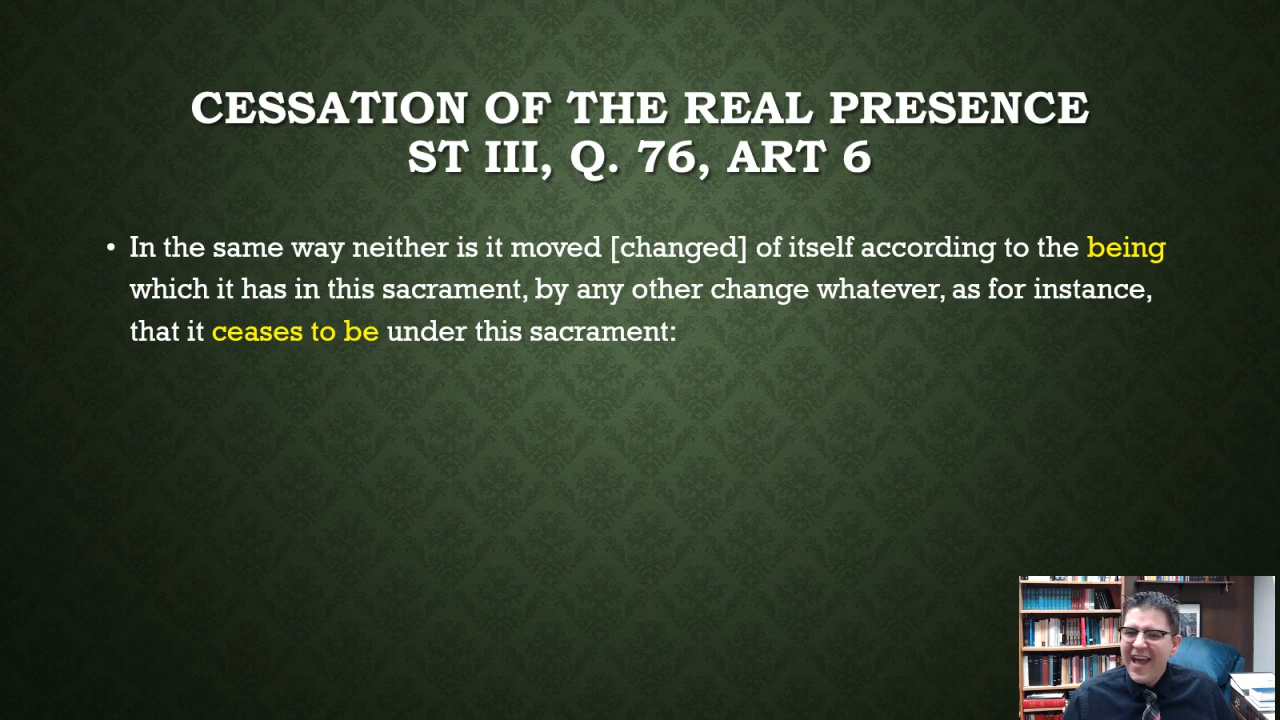 CESSATION OF THE REAL PRESENCE
ST III, Q. 76, ART 6
• In the same way neither is it moved [changed] of itself according to the being
which it has in this sacrament, by any other change whatever, as for instance,
that it ceases to be under this sacrament: